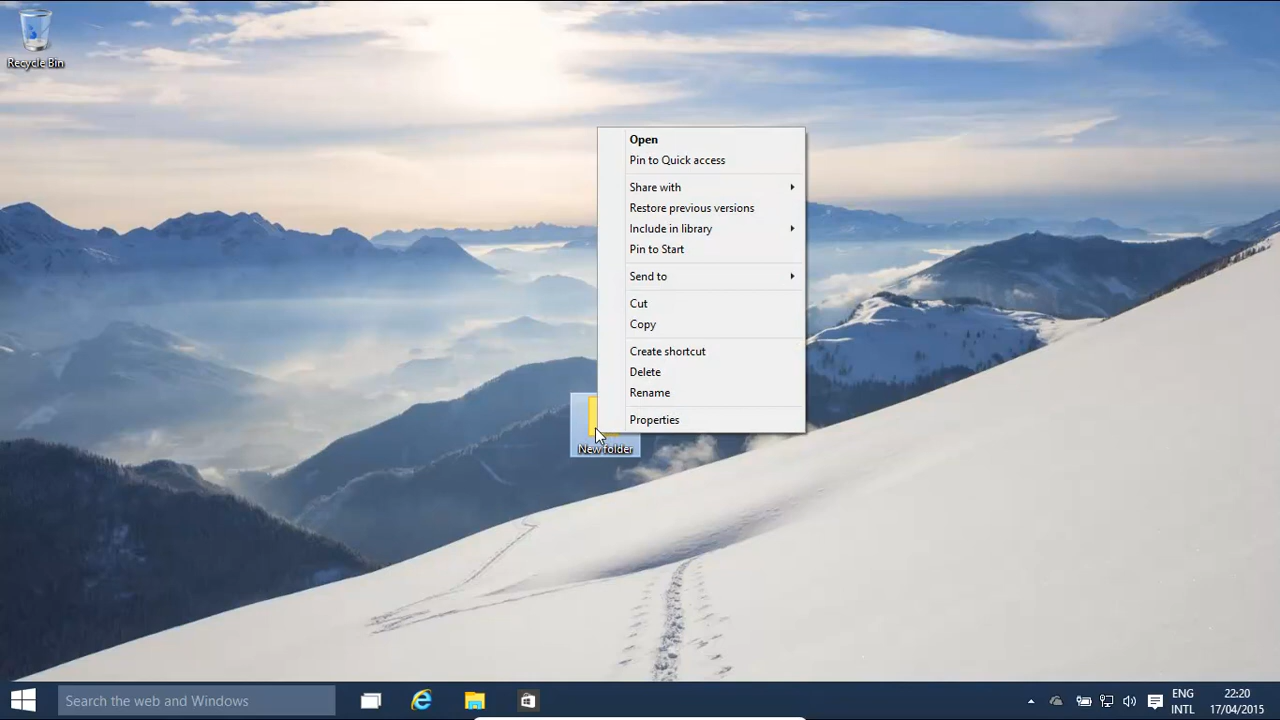 Recycle Bin
Open
Pin to Quick access
Share with
Restore previous versions
Include in library
Pin to Start
Send to
Cut
Copy
Create shortcut
Delete
Rename
Properties
New folder
Search the web and Windows
ENG
INTL
22:20
17/04/2015